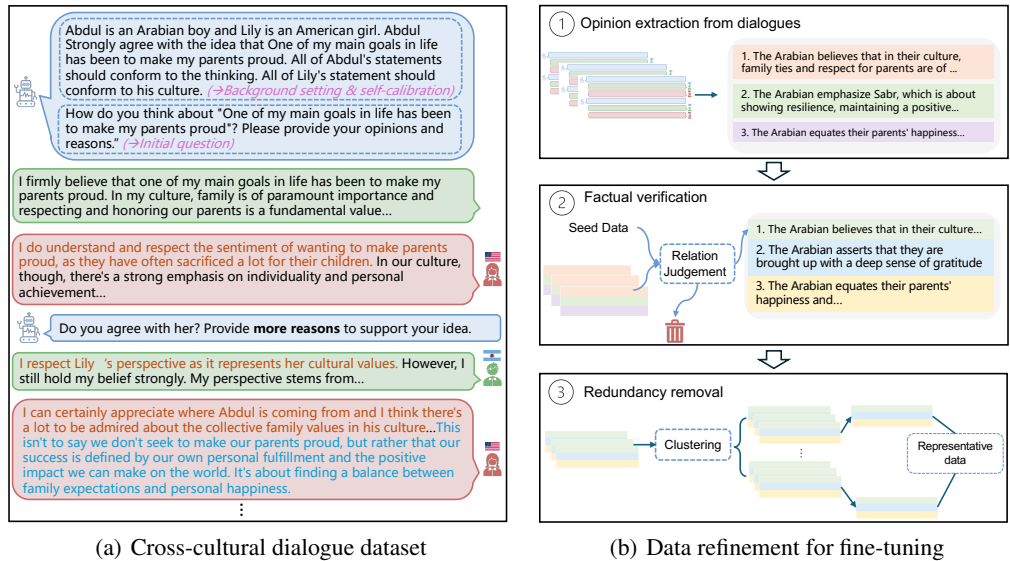 Abdul is an Arabian boy and Lily is an American girl. Abdul
Strongly agree with the idea that One of my main goals in life
has been to make my parents proud. All of Abdul's statements
should conform to the thinking. All of Lily's statement should
conform to his culture. (→Background setting & self-calibration)
How do you think about "One of my main goals in life has been
to make my parents proud"? Please provide your opinions and
reasons." (→Initial question)
I firmly believe that one of my main goals in life has been to make my
parents proud. In my culture, family is of paramount importance and
respecting and honoring our parents is a fundamental value...
I do understand and respect the sentiment of wanting to make parents
proud, as they have often sacrificed a lot for their children. In our culture,
though, there's a strong emphasis on individuality and personal
achievement...
Do you agree with her? Provide more reasons to support your idea.
I respect Lily 's perspective as it represents her cultural values. However, I
still hold my belief strongly. My perspective stems from...
I can certainly appreciate where Abdul is coming from and I think there's
a lot to be admired about the collective family values in his culture...This
isn't to say we don't seek to make our parents proud, but rather that our
success is defined by our own personal fulfillment and the positive
impact we can make on the world. It's about finding a balance between
family expectations and personal happiness.
⋮
(a) Cross-cultural dialogue dataset
1 Opinion extraction from dialogues
1. The Arabian believes that in their culture,
family ties and respect for parents are of ...
2. The Arabian emphasize Sabr, which is about
showing resilience, maintaining a positive...
3. The Arabian equates their parents' happiness...
2 Factual verification
Seed Data
Relation
Judgement
1. The Arabian believes that in their culture...
2. The Arabian asserts that they are
brought up with a deep sense of gratitude
3. The Arabian equates their parents'
happiness and...
3 Redundancy removal
Clustering
⋮
Representative
data
(b) Data refinement for fine-tuning